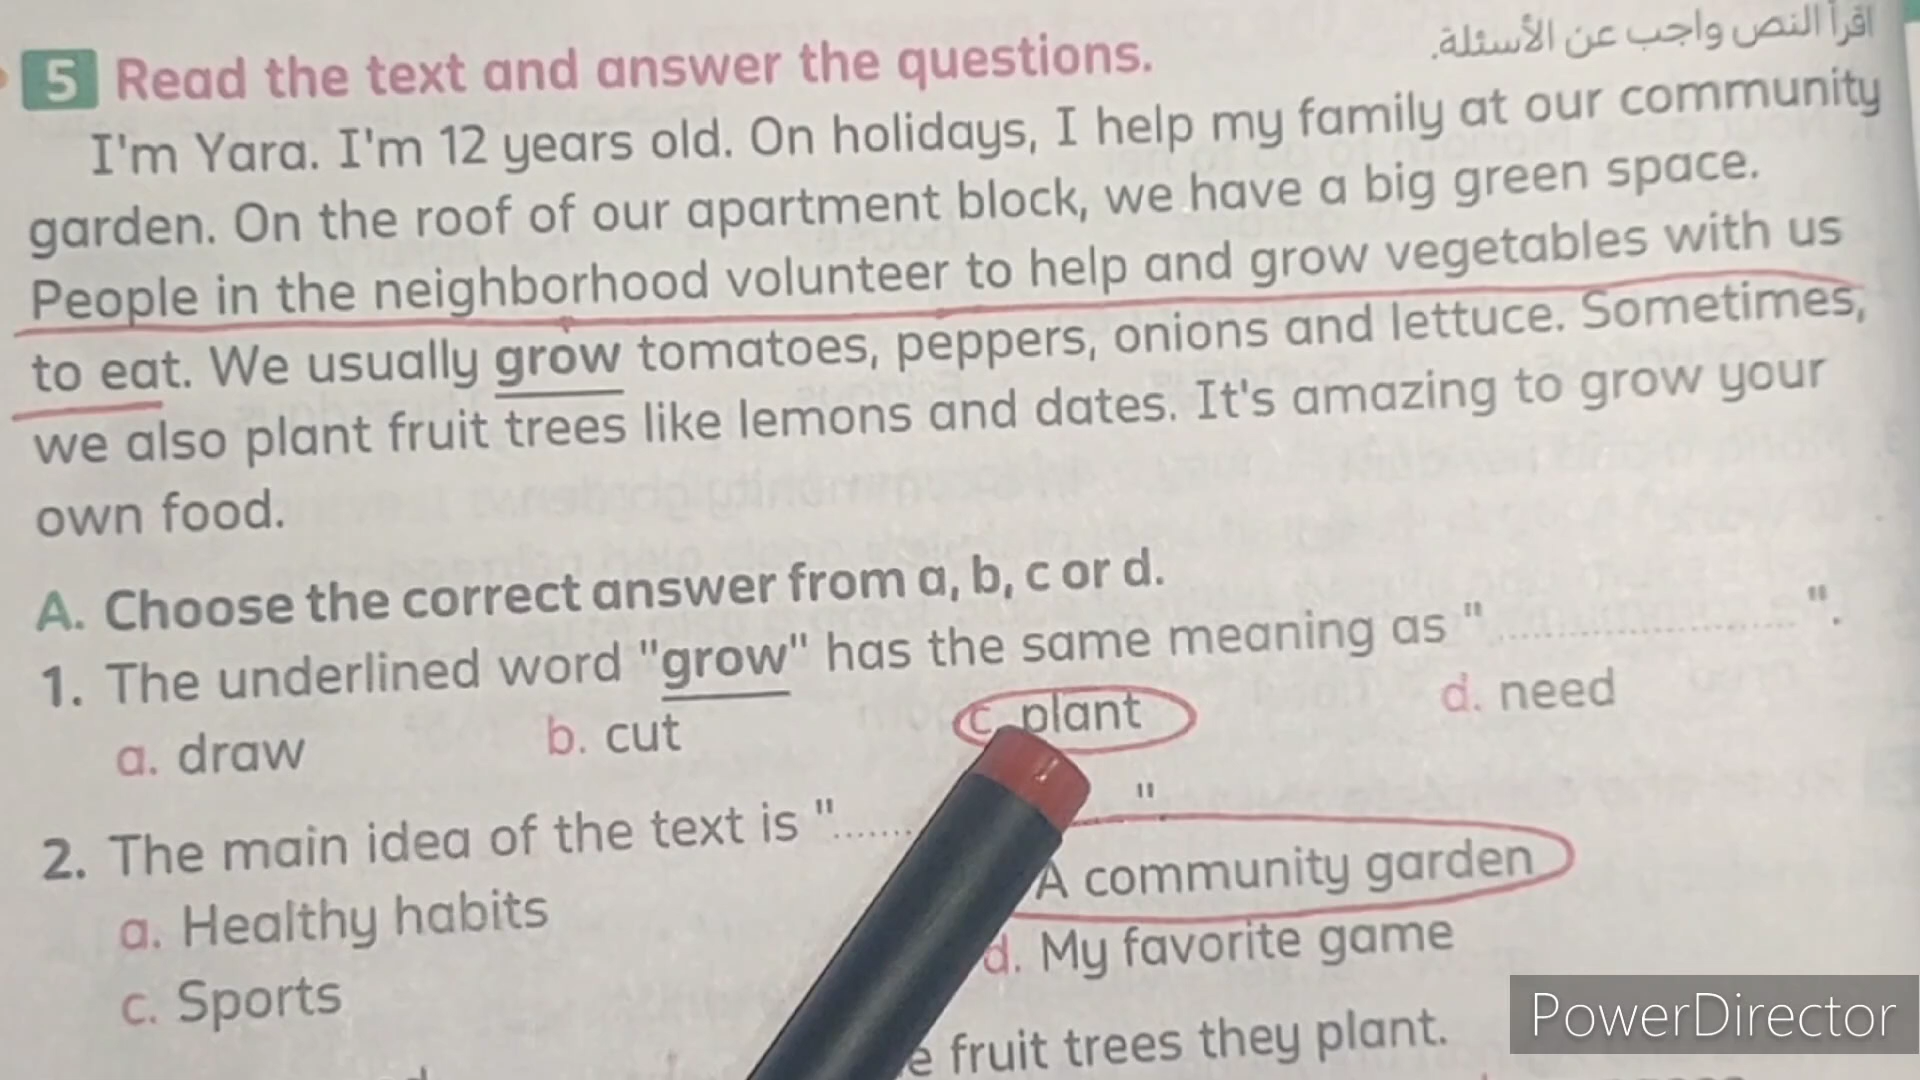 5 Read the text and answer the questions.
اقرأ النص واجب عن الأسئلة.
I'm Yara. I'm 12 years old. On holidays, I help my family at our community
garden. On the roof of our apartment block, we have a big green space.
People in the neighborhood volunteer to help and grow vegetables with us
to eat. We usually grow tomatoes, peppers, onions and lettuce. Sometimes,
we also plant fruit trees like lemons and dates. It's amazing to grow your
own food.
A. Choose the correct answer from a, b, c or d.
1. The underlined word "grow" has the same meaning as "....................".
a. draw b. cut c. plant d. need
2. The main idea of the text is "...... "
a. Healthy habits A community garden
c. Sports d. My favorite game
fruit trees they plant.
PowerDirector